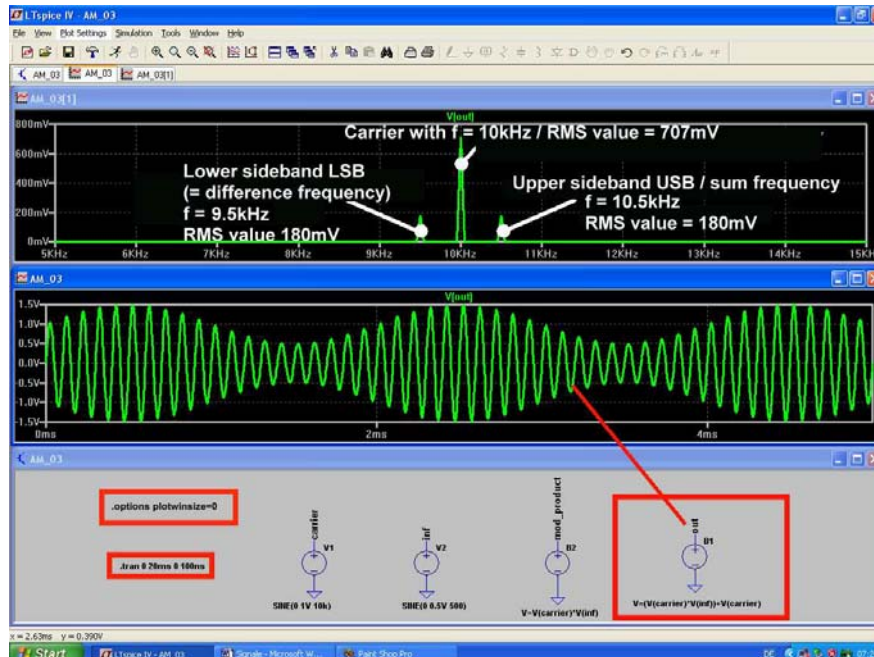 LTspice IV - AM_03
File View Plot Settings Simulation Tools Window Help
AM_03 AM_03 AM_03[1]
AM_03[1]
V[out]
800mV
600mV
400mV
200mV
0mV
5KHz 6KHz 7KHz 8KHz 9KHz 10KHz 11KHz 12KHz 13KHz 14KHz 15KHz
Carrier with f = 10kHz / RMS value = 707mV
Lower sideband LSB
(= difference frequency)
f = 9.5kHz
RMS value 180mV
Upper sideband USB / sum frequency
f = 10.5kHz
RMS value = 180mV
AM_03
V[out]
1.5V
1.0V
0.5V
0.0V
-0.5V
-1.0V
-1.5V
0ms 2ms 4ms
AM_03
.options plotwinsize=0
.tran 0 20ms 0 100ns
carrier
V1
SINE(0 1V 10k)
inf
V2
SINE(0 0.5V 500)
mod_product
B2
V=V(carrier)*V(inf)
out
B1
V=(V(carrier)*V(inf))+V(carrier)
x = 2.63ms y = 0.390V
Start LTspice IV - AM_03 Signale - Microsoft W... Paint Shop Pro DE